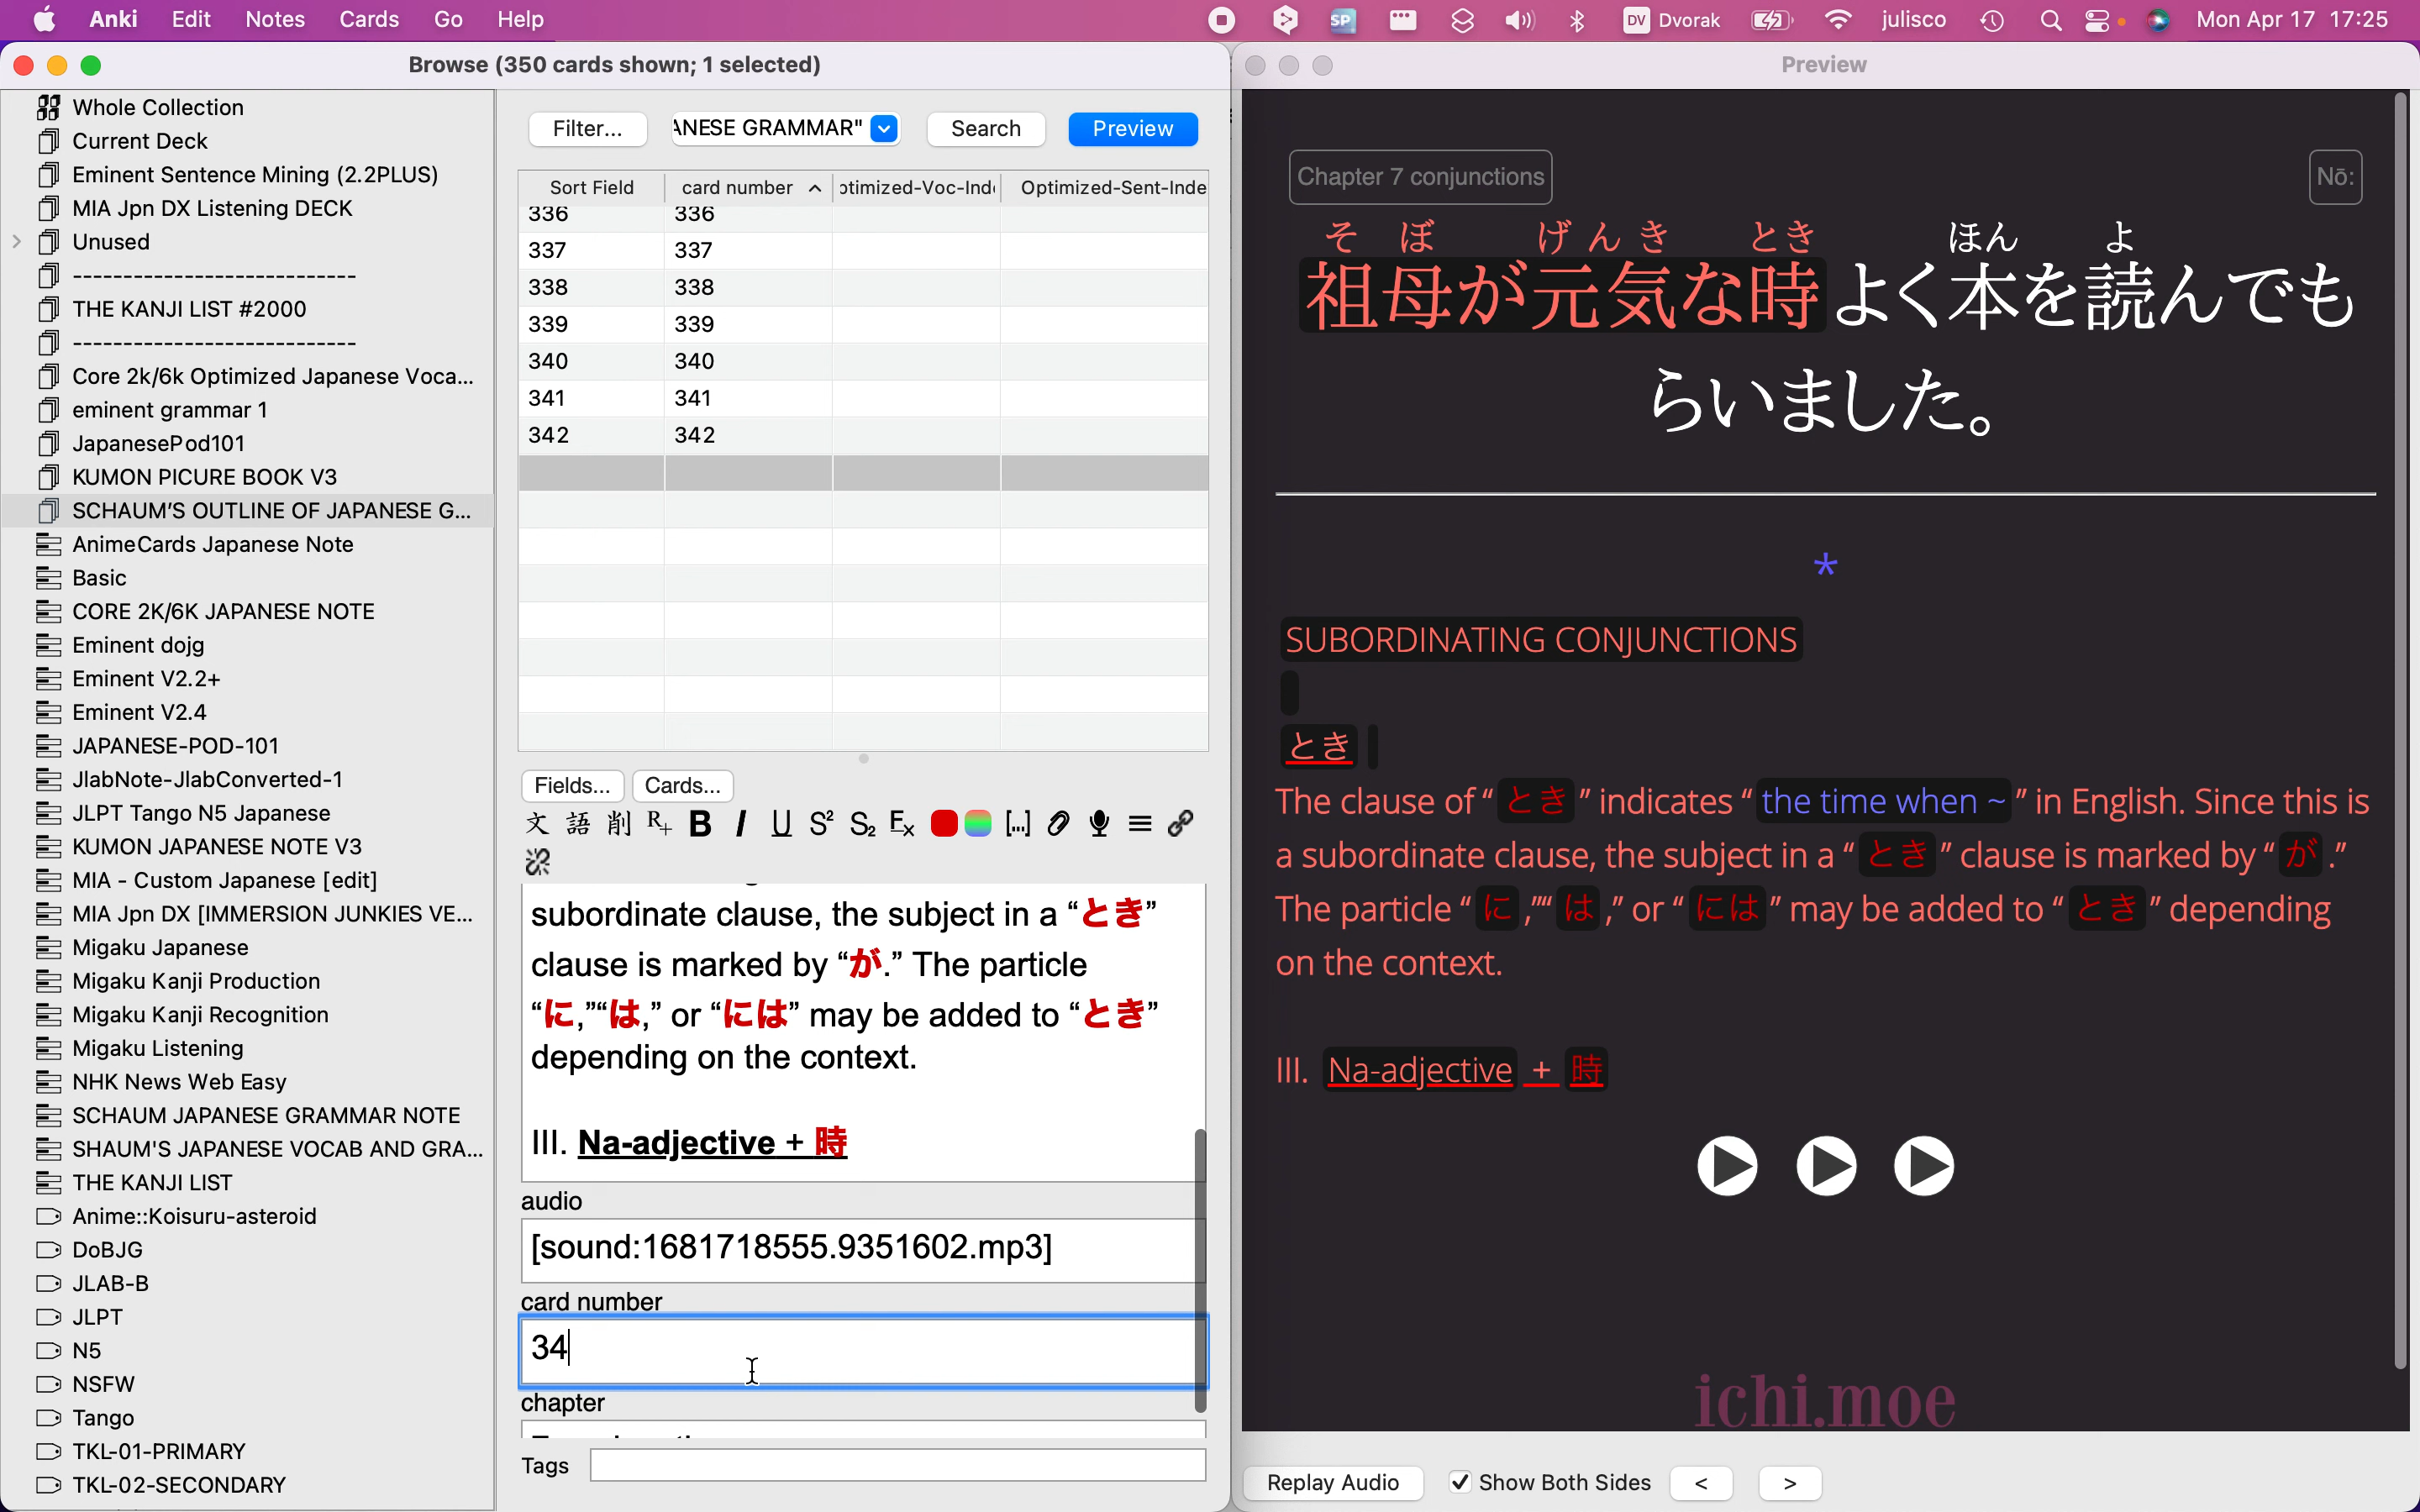 Anki Edit Notes Cards Go Help
SP DV Dvorak julisco Mon Apr 17 17:25
Browse (350 cards shown; 1 selected)
Whole Collection
Current Deck
Eminent Sentence Mining (2.2PLUS)
MIA Jpn DX Listening DECK
Unused
----------------------------
THE KANJI LIST #2000
----------------------------
Core 2k/6k Optimized Japanese Voca...
eminent grammar 1
JapanesePod101
KUMON PICURE BOOK V3
SCHAUM'S OUTLINE OF JAPANESE G...
AnimeCards Japanese Note
Basic
CORE 2K/6K JAPANESE NOTE
Eminent dojg
Eminent V2.2+
Eminent V2.4
JAPANESE-POD-101
JlabNote-JlabConverted-1
JLPT Tango N5 Japanese
KUMON JAPANESE NOTE V3
MIA - Custom Japanese [edit]
MIA Jpn DX [IMMERSION JUNKIES VE...
Migaku Japanese
Migaku Kanji Production
Migaku Kanji Recognition
Migaku Listening
NHK News Web Easy
SCHAUM JAPANESE GRAMMAR NOTE
SHAUM'S JAPANESE VOCAB AND GRA...
THE KANJI LIST
Anime::Koisuru-asteroid
DoBJG
JLAB-B
JLPT
N5
NSFW
Tango
TKL-01-PRIMARY
TKL-02-SECONDARY
Filter... ANESE GRAMMAR" Search Preview
Sort Field card number otimized-Voc-Ind Optimized-Sent-Inde
336 336
337 337
338 338
339 339
340 340
341 341
342 342
Fields... Cards...
文 語 削 R+ B I U S² S₂ Ex [...]
subordinate clause, the subject in a “とき”
clause is marked by “が.” The particle
“に,”“は,” or “には” may be added to “とき”
depending on the context.
III. Na-adjective + 時
audio
[sound:1681718555.9351602.mp3]
card number
34
chapter
Tags
Preview
Chapter 7 conjunctions
Nō:
そ ぼ げんき とき ほん よ
祖母が元気な時よく本を読んでも
らいました。
*
SUBORDINATING CONJUNCTIONS
とき
The clause of “とき” indicates “the time when ~” in English. Since this is
a subordinate clause, the subject in a “とき” clause is marked by “が.”
The particle “に,”“は,” or “には” may be added to “とき” depending
on the context.
III. Na-adjective + 時
ichi.moe
Replay Audio Show Both Sides < >